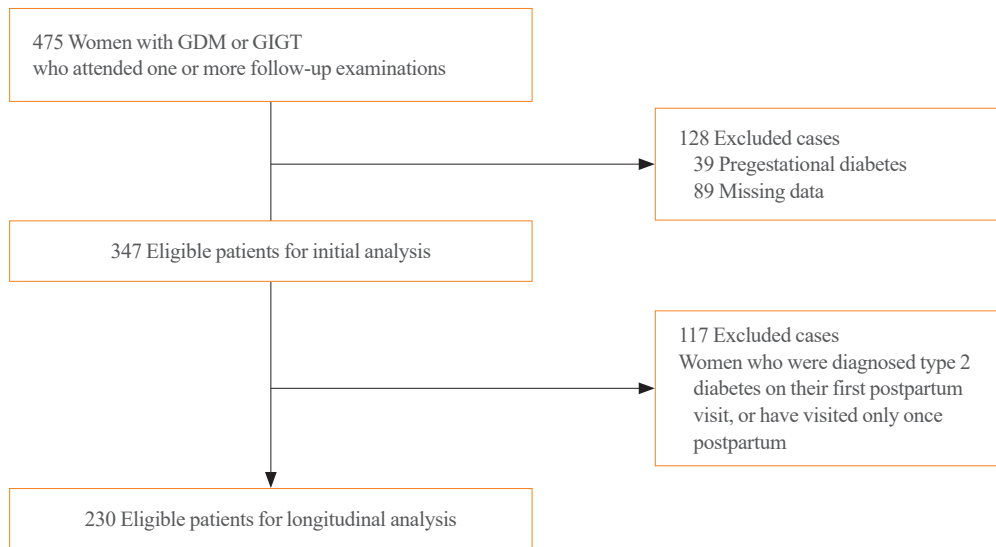 475 Women with GDM or GIGT
who attended one or more follow-up examinations
128 Excluded cases
39 Pregestational diabetes
89 Missing data
347 Eligible patients for initial analysis
117 Excluded cases
Women who were diagnosed type 2
diabetes on their first postpartum
visit, or have visited only once
postpartum
230 Eligible patients for longitudinal analysis